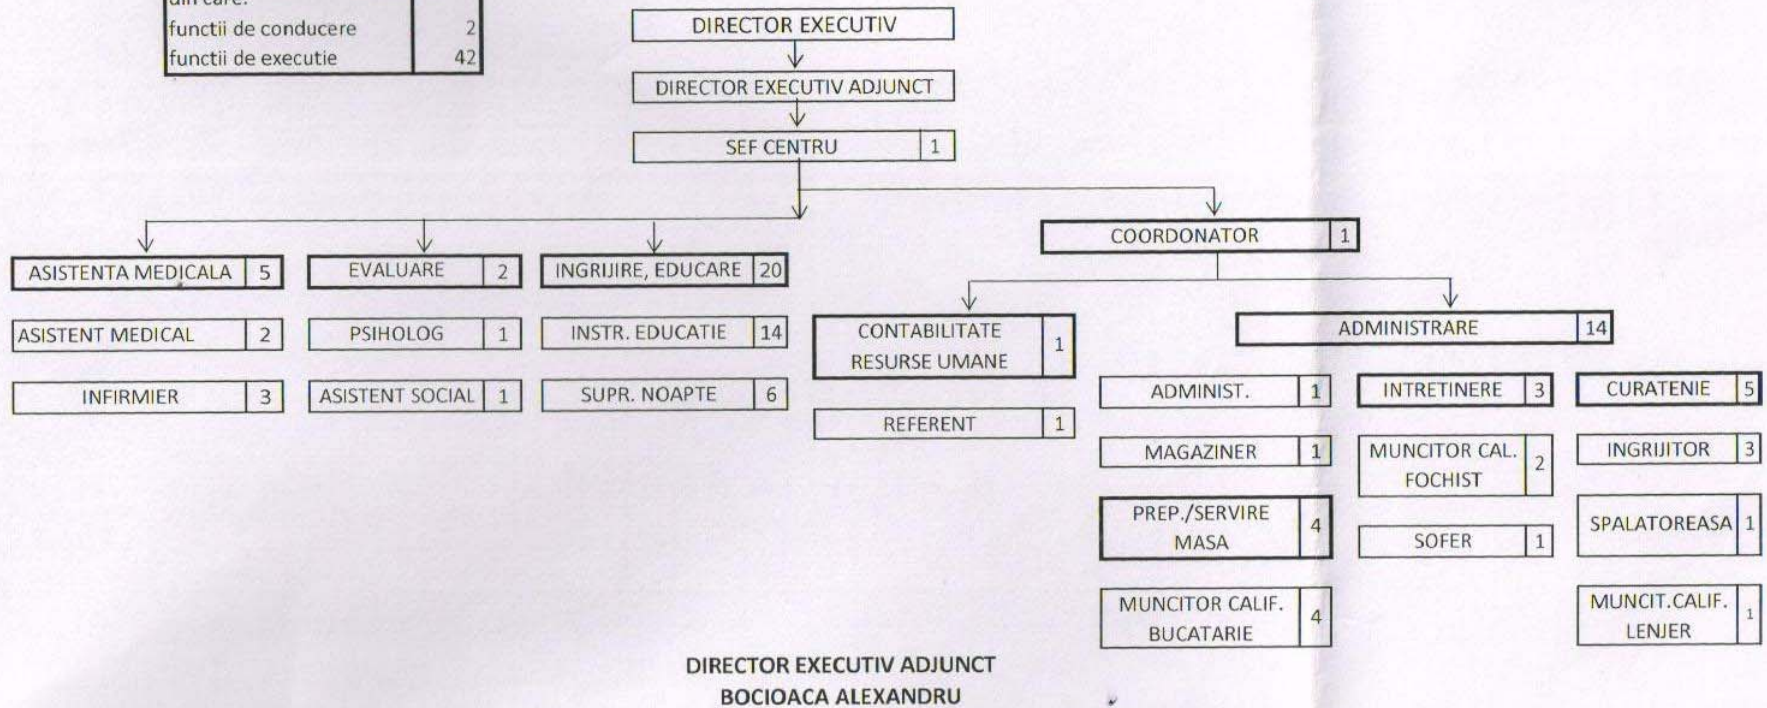 din care:
functii de conducere 2
functii de executie 42
DIRECTOR EXECUTIV
DIRECTOR EXECUTIV ADJUNCT
SEF CENTRU 1
COORDONATOR 1
ASISTENTA MEDICALA 5
EVALUARE 2
INGRIJIRE, EDUCARE 20
ASISTENT MEDICAL 2
PSIHOLOG 1
INSTR. EDUCATIE 14
INFIRMIER 3
ASISTENT SOCIAL 1
SUPR. NOAPTE 6
CONTABILITATE
RESURSE UMANE 1
REFERENT 1
ADMINISTRARE 14
ADMINIST. 1
MAGAZINER 1
PREP./SERVIRE
MASA 4
MUNCITOR CALIF.
BUCATARIE 4
INTRETINERE 3
MUNCITOR CAL.
FOCHIST 2
SOFER 1
CURATENIE 5
INGRIJITOR 3
SPALATOREASA 1
MUNCIT.CALIF.
LENJER 1
DIRECTOR EXECUTIV ADJUNCT
BOCIOACA ALEXANDRU